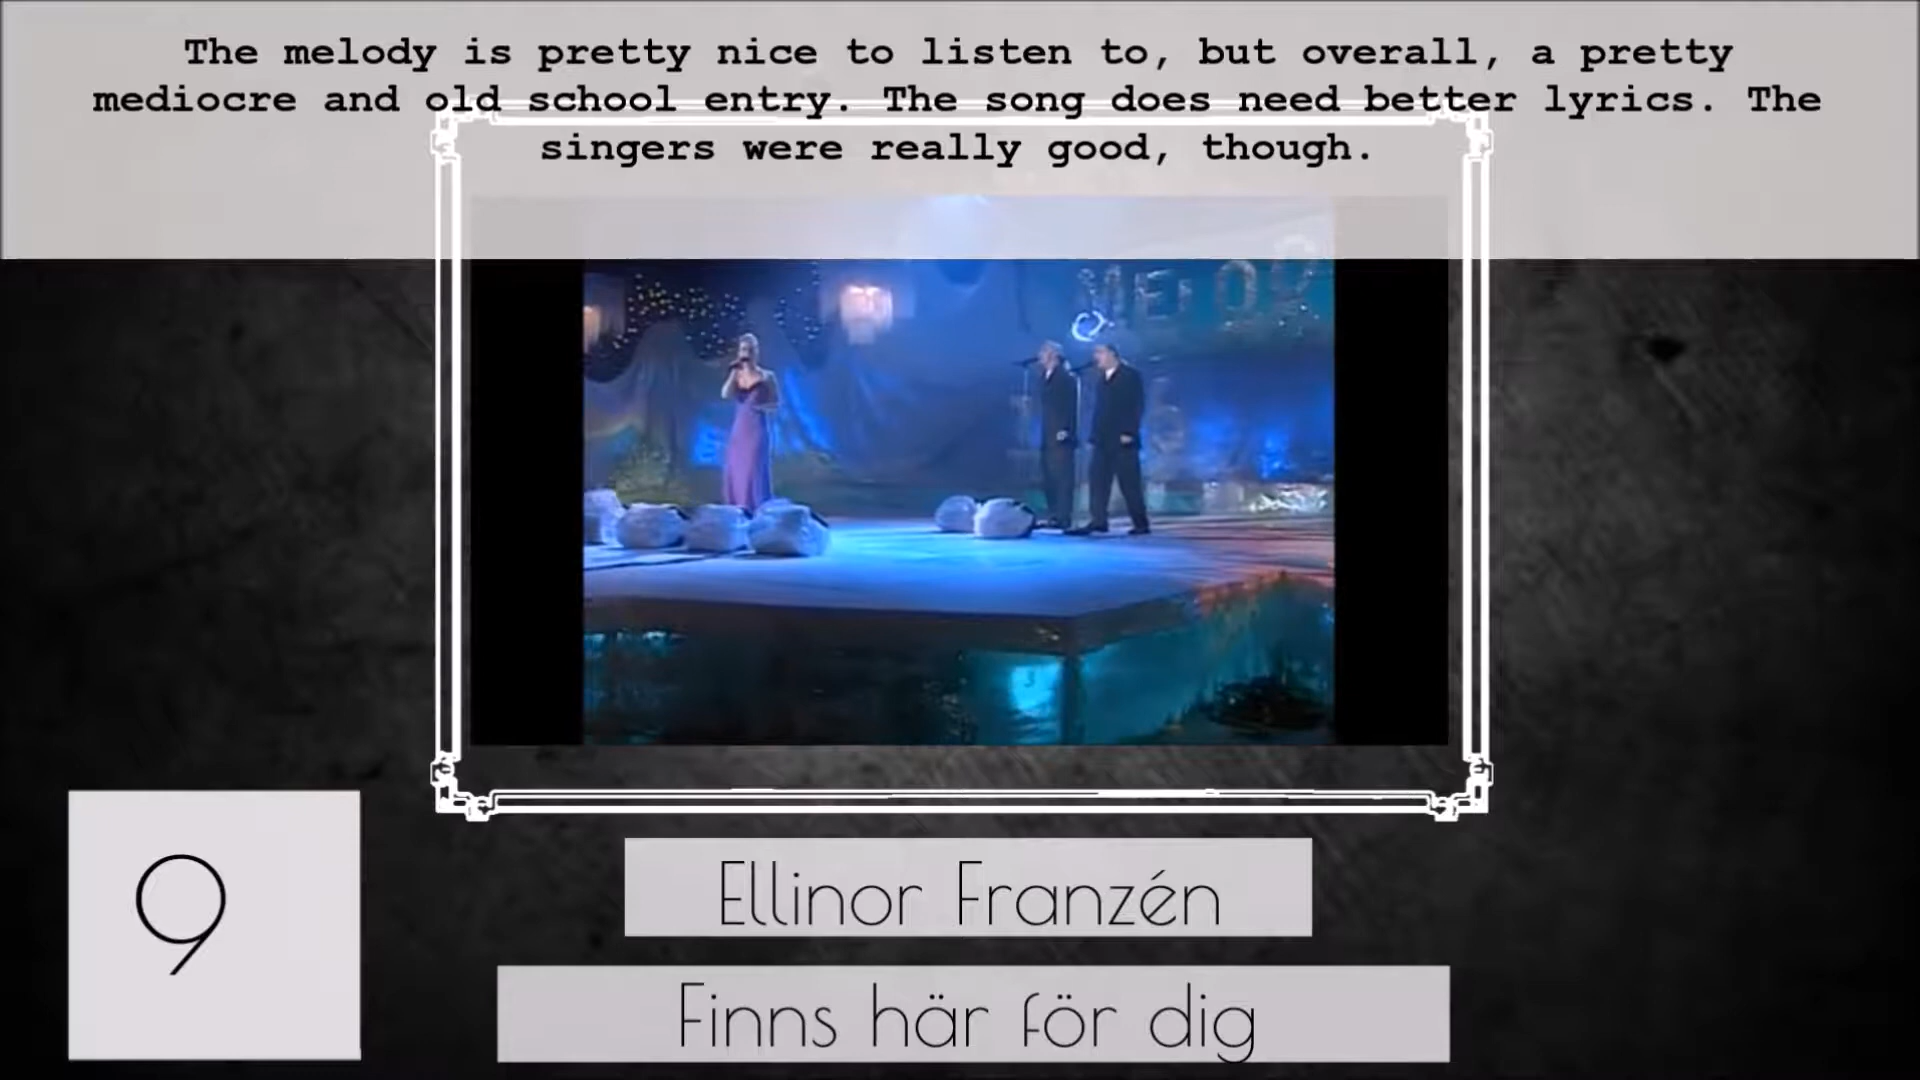 The melody is pretty nice to listen to, but overall, a pretty
mediocre and old school entry. The song does need better lyrics. The
singers were really good, though.
MELOD
9
Ellinor Franzén
Finns här för dig